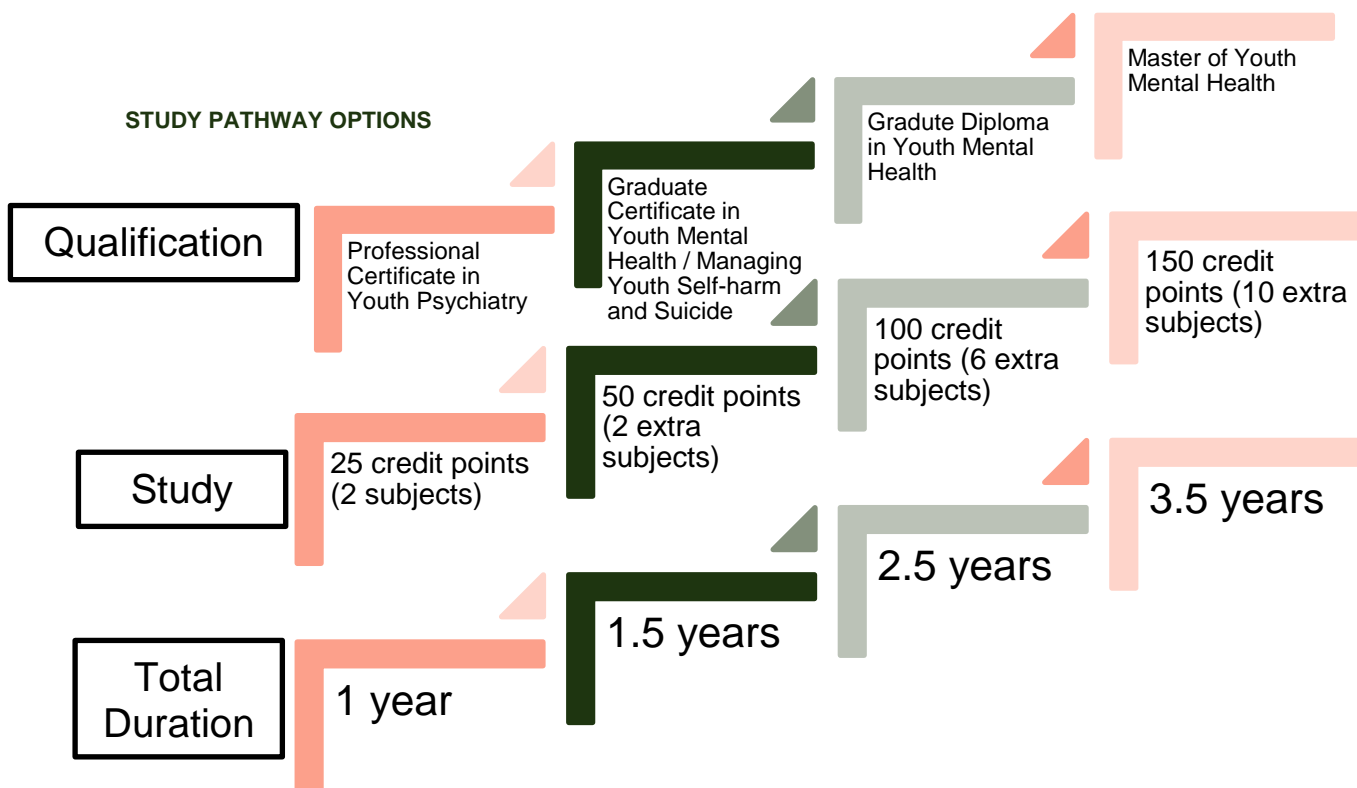 STUDY PATHWAY OPTIONS
Qualification
Professional
Certificate in
Youth Psychiatry
Graduate
Certificate in
Youth Mental
Health / Managing
Youth Self-harm
and Suicide
Gradute Diploma
in Youth Mental
Health
Master of Youth
Mental Health
Study
25 credit points
(2 subjects)
50 credit points
(2 extra
subjects)
100 credit
points (6 extra
subjects)
150 credit
points (10 extra
subjects)
Total
Duration
1 year
1.5 years
2.5 years
3.5 years